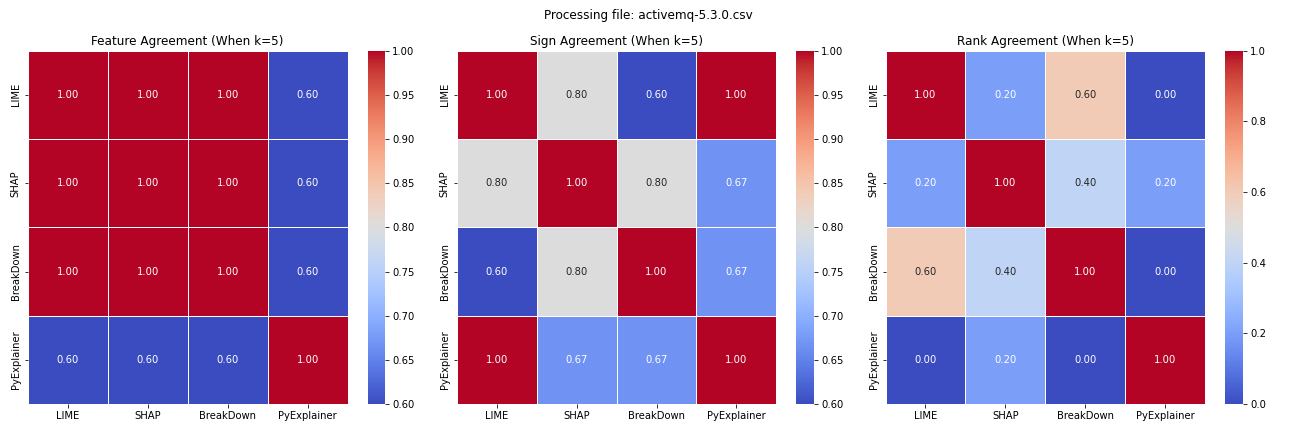 Processing file: activemq-5.3.0.csv
Feature Agreement (When k=5)
LIME
1.00 1.00 1.00 0.60
SHAP
1.00 1.00 1.00 0.60
BreakDown
1.00 1.00 1.00 0.60
PyExplainer
0.60 0.60 0.60 1.00
LIME SHAP BreakDown PyExplainer
1.00
0.95
0.90
0.85
0.80
0.75
0.70
0.65
0.60
Sign Agreement (When k=5)
LIME
1.00 0.80 0.60 1.00
SHAP
0.80 1.00 0.80 0.67
BreakDown
0.60 0.80 1.00 0.67
PyExplainer
1.00 0.67 0.67 1.00
LIME SHAP BreakDown PyExplainer
1.00
0.95
0.90
0.85
0.80
0.75
0.70
0.65
0.60
Rank Agreement (When k=5)
LIME
1.00 0.20 0.60 0.00
SHAP
0.20 1.00 0.40 0.20
BreakDown
0.60 0.40 1.00 0.00
PyExplainer
0.00 0.20 0.00 1.00
LIME SHAP BreakDown PyExplainer
1.0
0.8
0.6
0.4
0.2
0.0